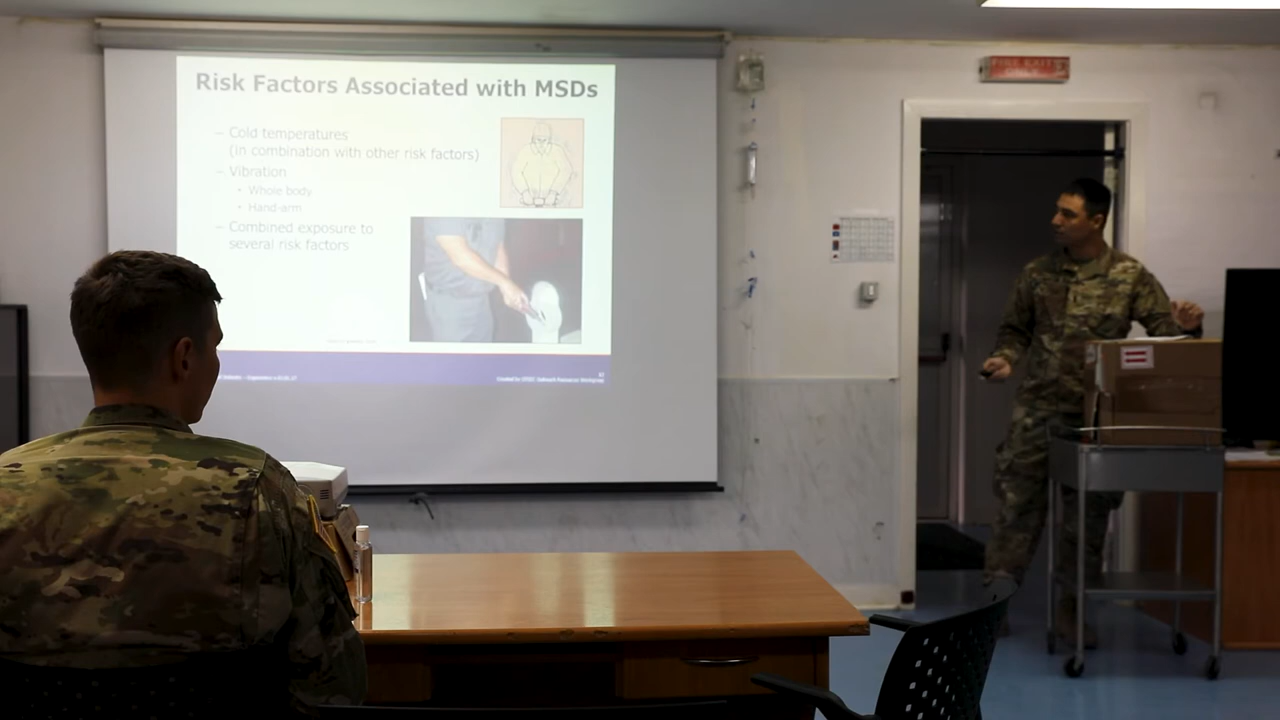 Risk Factors Associated with MSDs
– Cold temperatures
(in combination with other risk factors)
– Vibration
• Whole body
• Hand-arm
– Combined exposure to
several risk factors
FIRE EXIT
ONLY